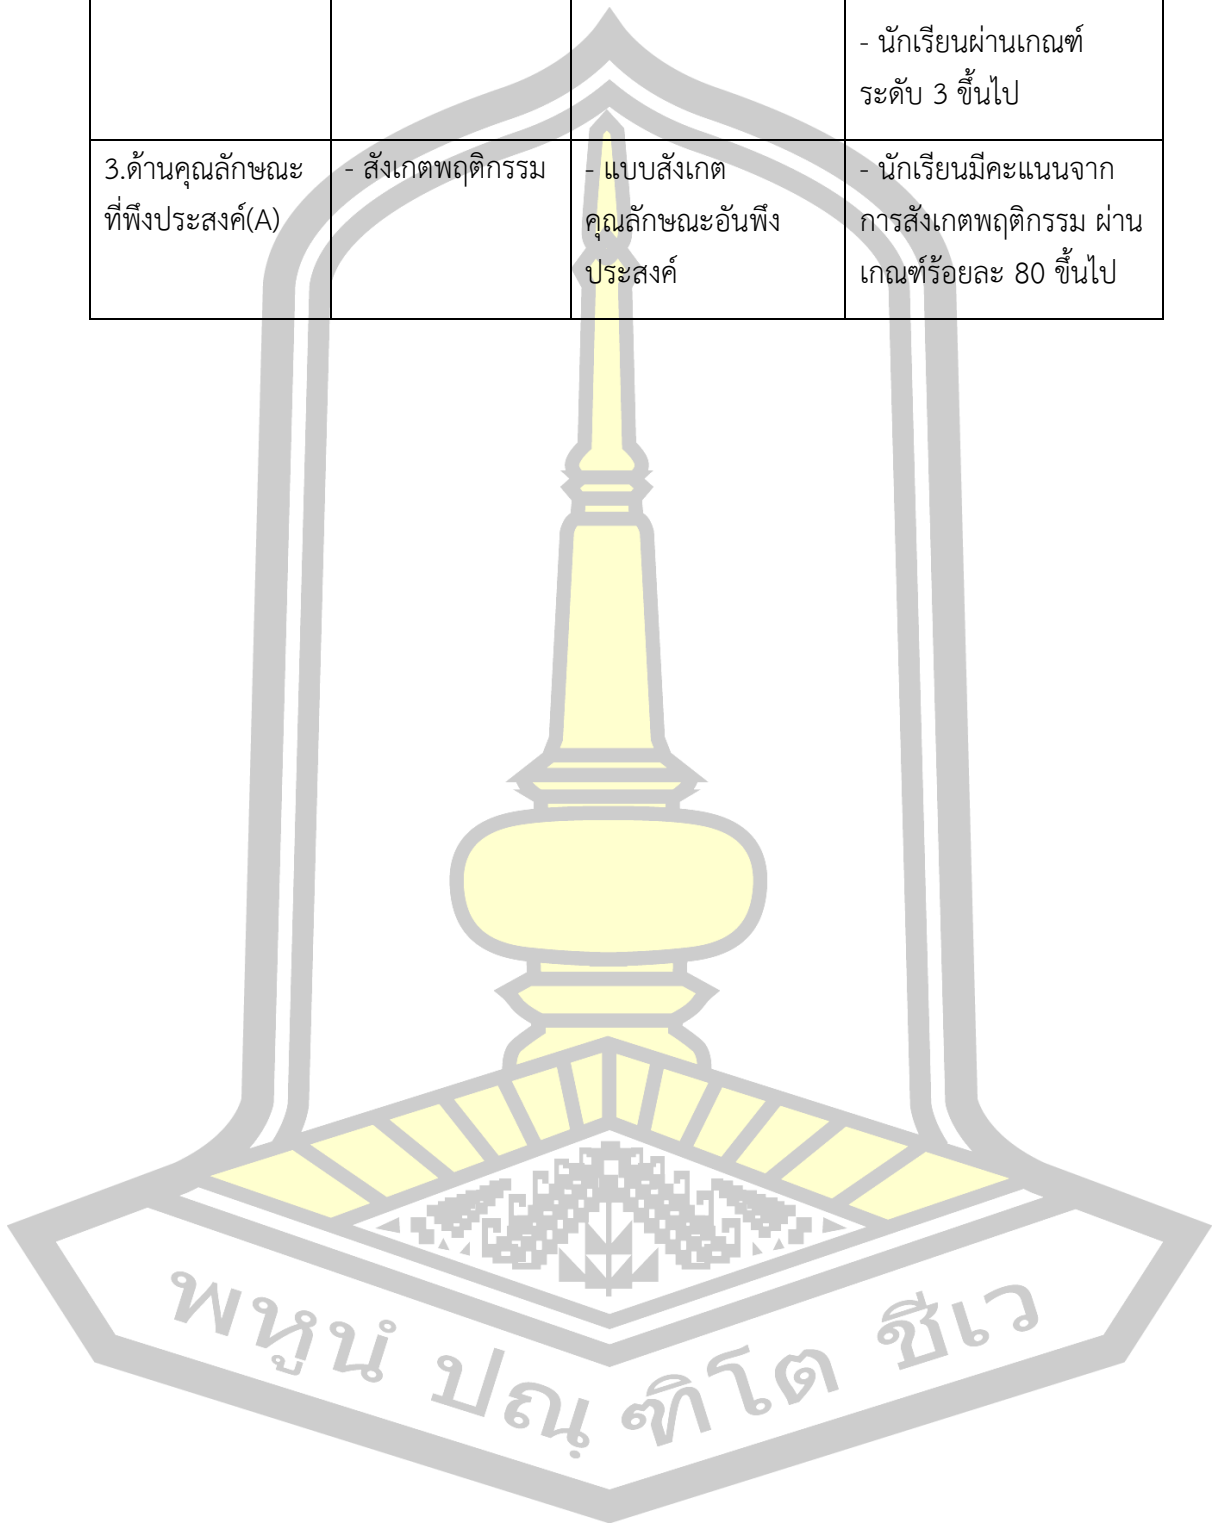 - นักเรียนผ่านเกณฑ์
ระดับ 3 ขึ้นไป
3.ด้านคุณลักษณะ
ที่พึงประสงค์(A)
- สังเกตพฤติกรรม
- แบบสังเกต
คุณลักษณะอันพึง
ประสงค์
- นักเรียนมีคะแนนจาก
การสังเกตพฤติกรรม ผ่าน
เกณฑ์ร้อยละ 80 ขึ้นไป
พหูนํ ปณฺ ฑิโต ชีเว